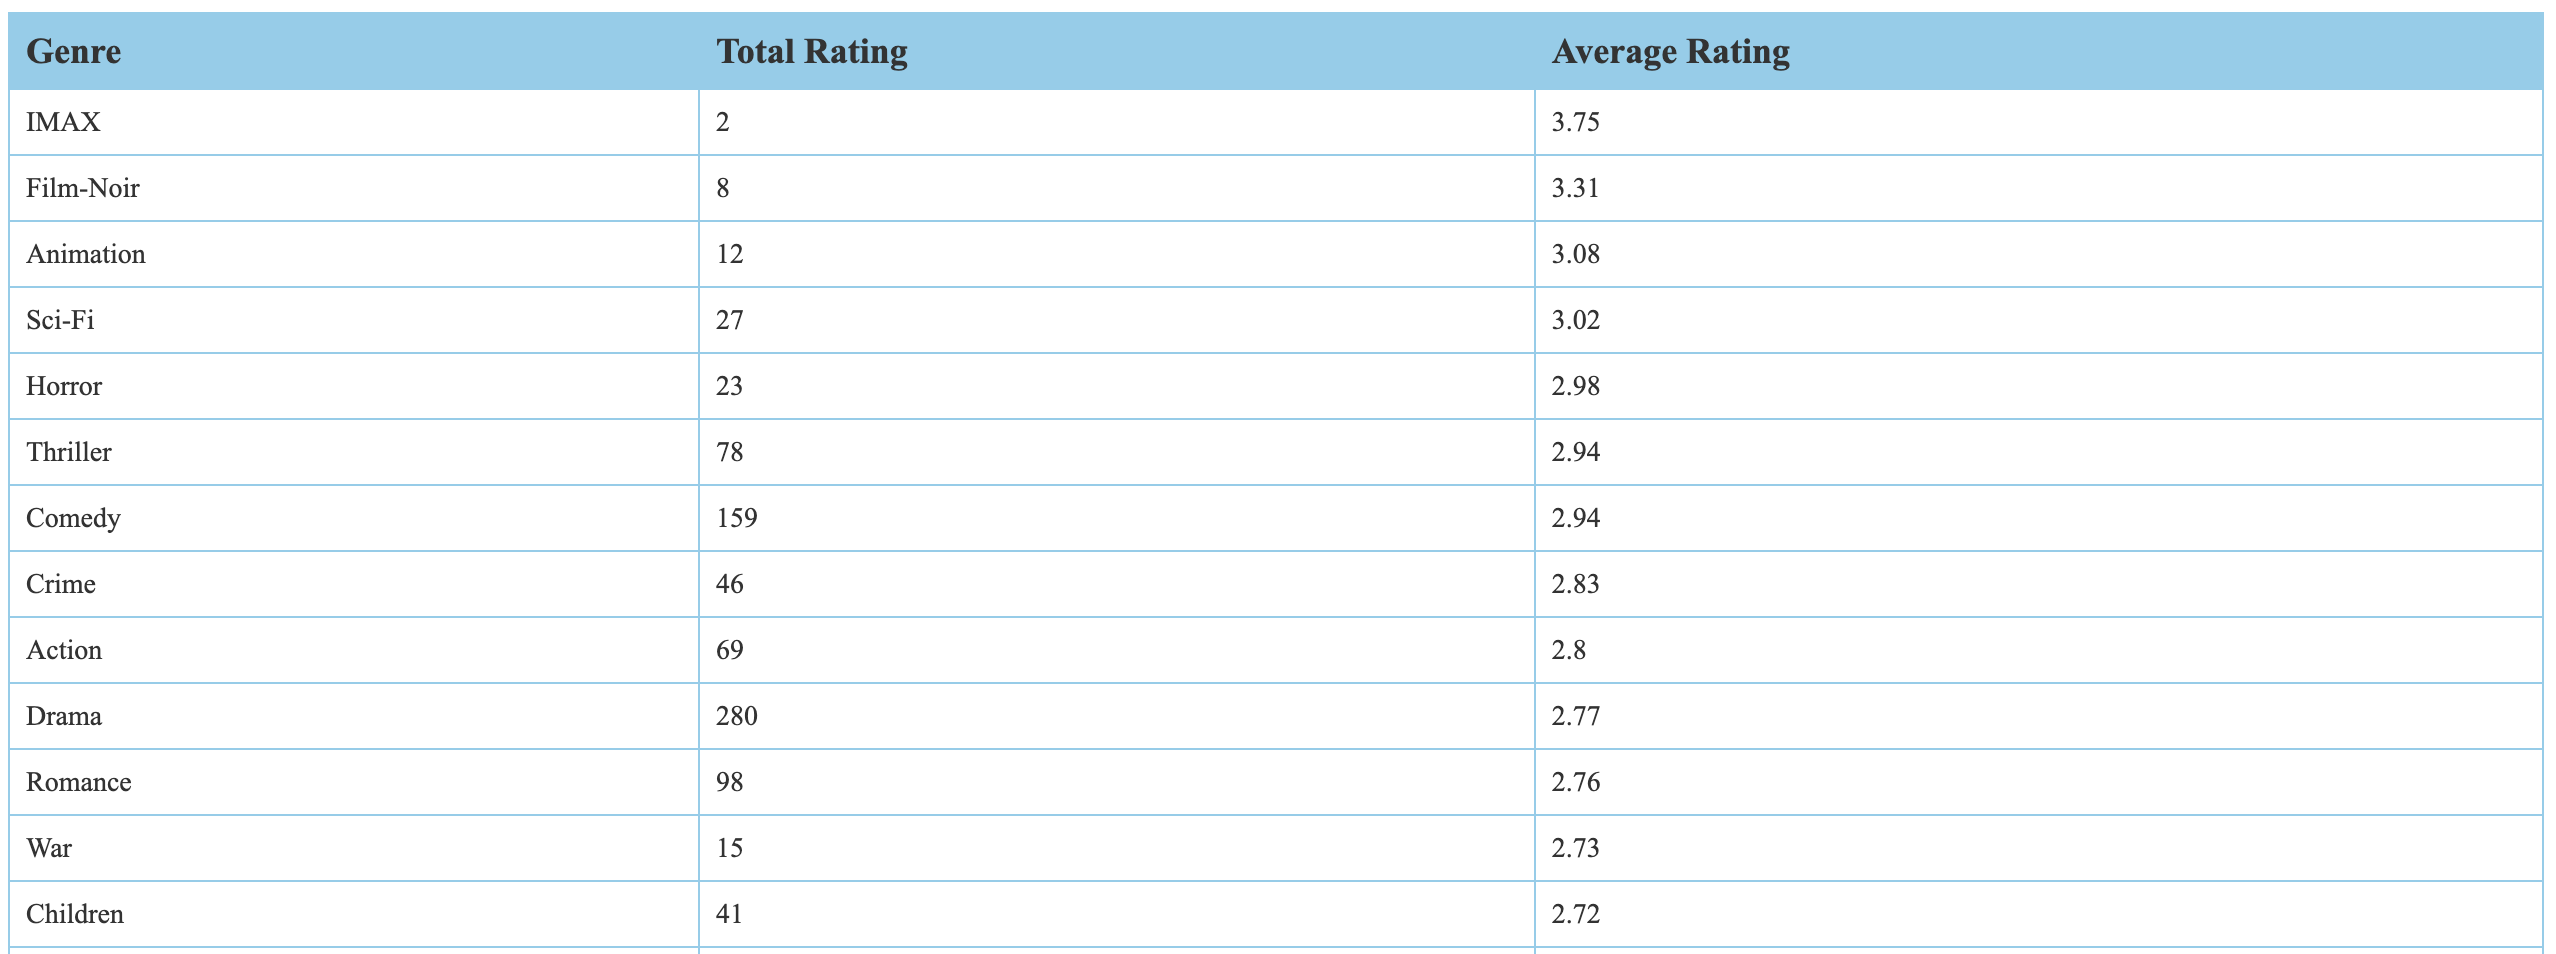 Genre Total Rating Average Rating
IMAX 2 3.75
Film-Noir 8 3.31
Animation 12 3.08
Sci-Fi 27 3.02
Horror 23 2.98
Thriller 78 2.94
Comedy 159 2.94
Crime 46 2.83
Action 69 2.8
Drama 280 2.77
Romance 98 2.76
War 15 2.73
Children 41 2.72